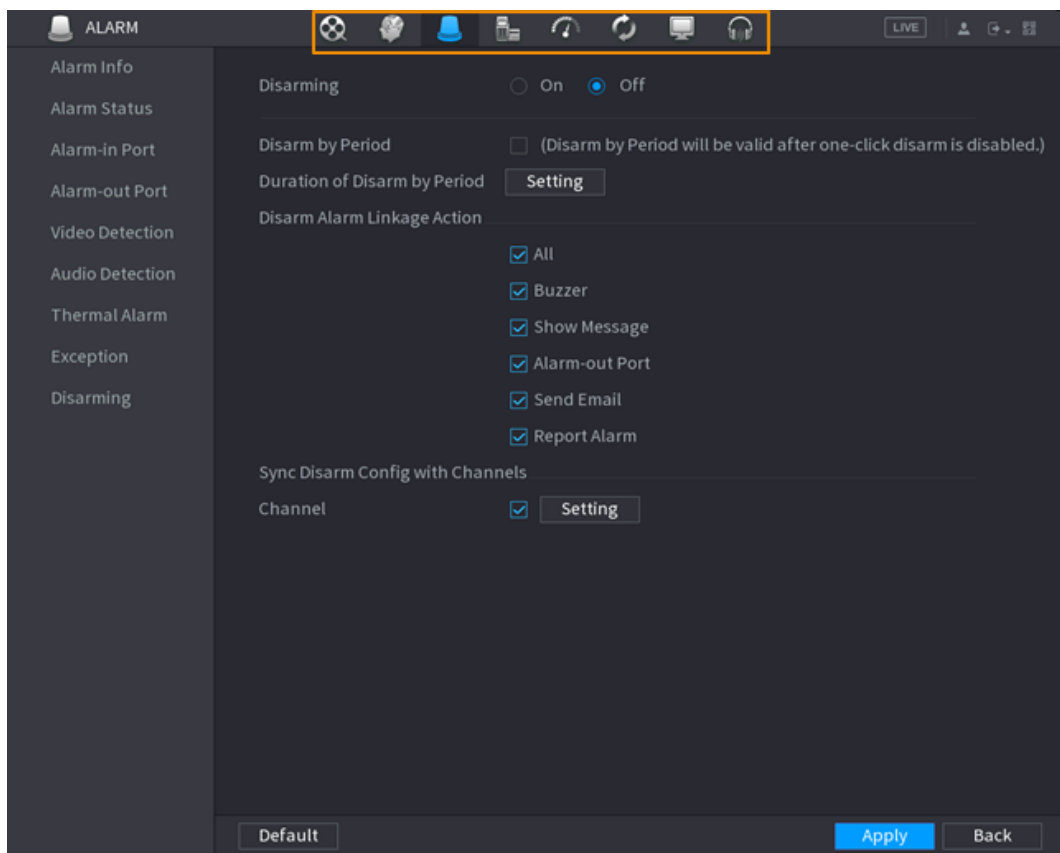 ALARM
LIVE
Alarm Info
Alarm Status
Alarm-in Port
Alarm-out Port
Video Detection
Audio Detection
Thermal Alarm
Exception
Disarming
Disarming On Off
Disarm by Period (Disarm by Period will be valid after one-click disarm is disabled.)
Duration of Disarm by Period Setting
Disarm Alarm Linkage Action
All
Buzzer
Show Message
Alarm-out Port
Send Email
Report Alarm
Sync Disarm Config with Channels
Channel Setting
Default Apply Back